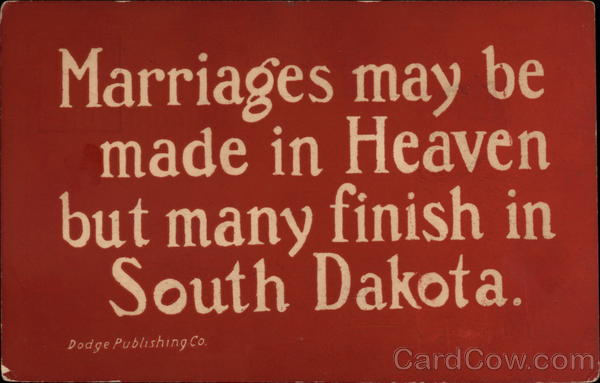 Marriages may be
made in Heaven
but many finish in
South Dakota.
Dodge Publishing Co.
CardCow.com